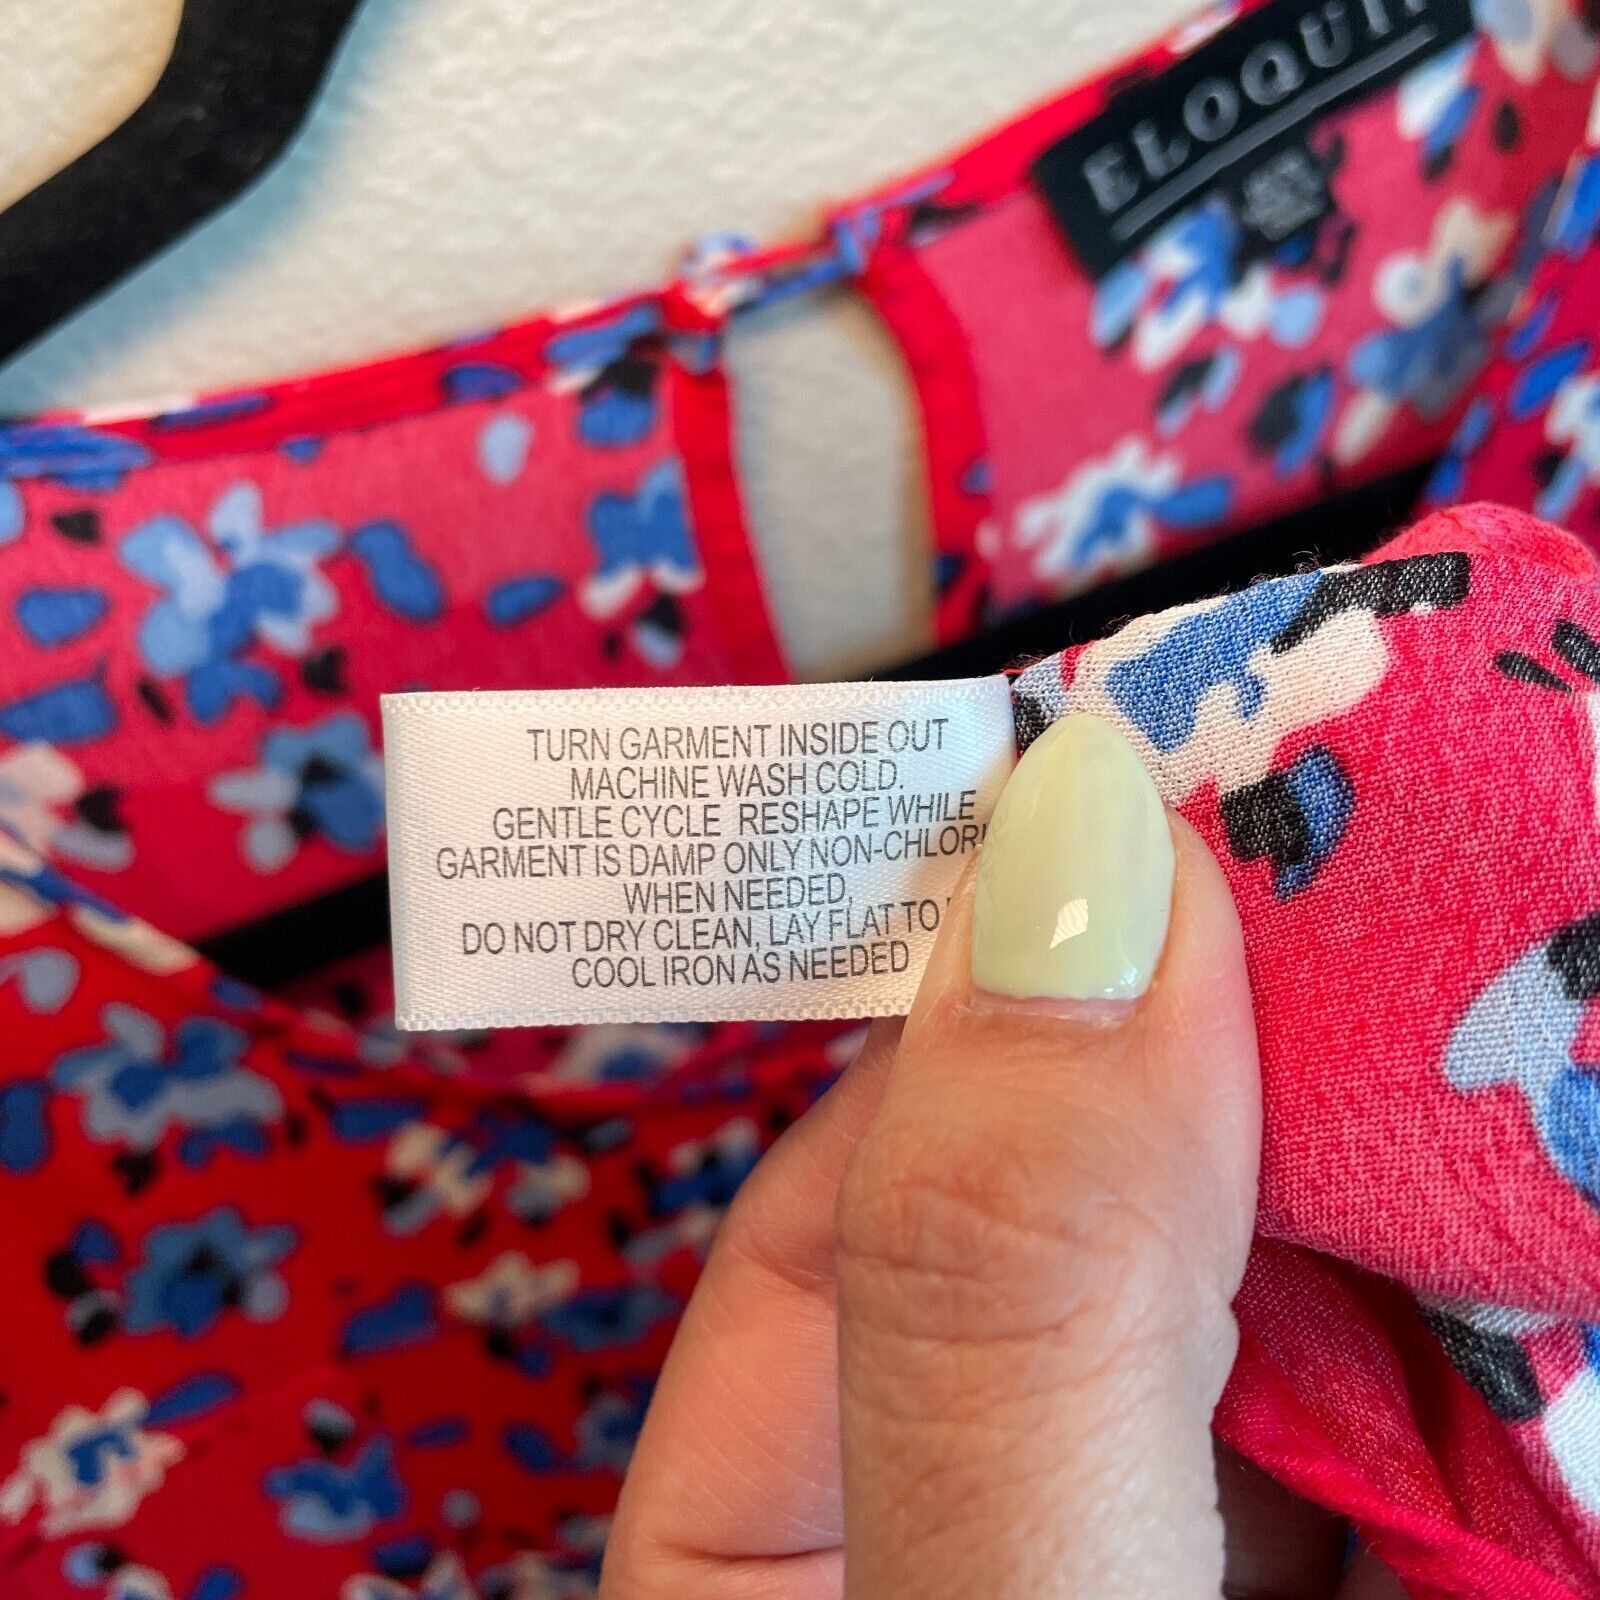 ELOQUII
TURN GARMENT INSIDE OUT
MACHINE WASH COLD.
GENTLE CYCLE RESHAPE WHILE
GARMENT IS DAMP ONLY NON-CHLORI
WHEN NEEDED,
DO NOT DRY CLEAN, LAY FLAT TO
COOL IRON AS NEEDED